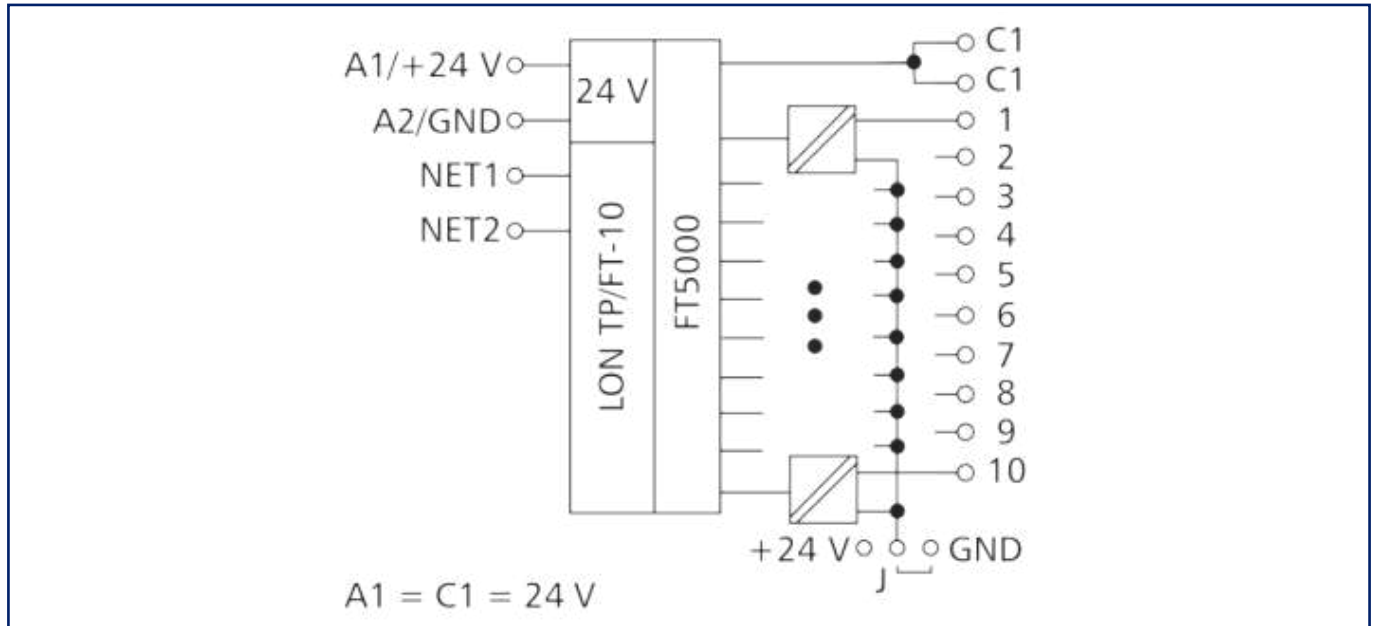 A1/+24 V
A2/GND
NET1
NET2
24 V
LON TP/FT-10
FT5000
C1
C1
1
2
3
4
5
6
7
8
9
10
+24 V
GND
J
A1 = C1 = 24 V